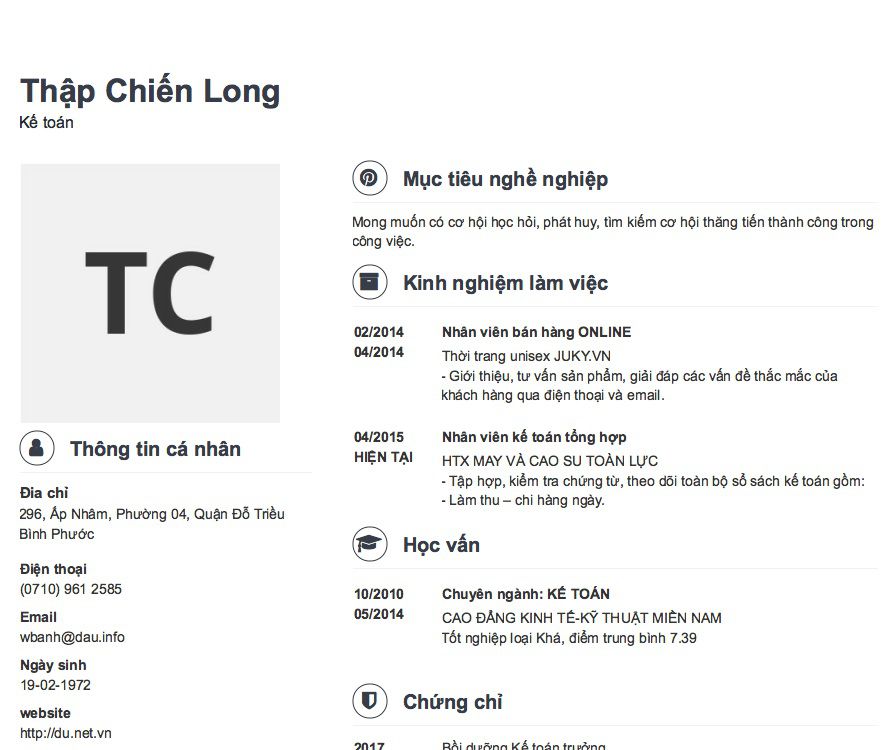 Thập Chiến Long
Kế toán
TC
Thông tin cá nhân
Đia chỉ
296, Ấp Nhâm, Phường 04, Quận Đỗ Triều
Bình Phước
Điện thoại
(0710) 961 2585
Email
wbanh@dau.info
Ngày sinh
19-02-1972
website
http://du.net.vn
Mục tiêu nghề nghiệp
Mong muốn có cơ hội học hỏi, phát huy, tìm kiếm cơ hội thăng tiến thành công trong
công việc.
Kinh nghiệm làm việc
02/2014 Nhân viên bán hàng ONLINE
04/2014 Thời trang unisex JUKY.VN
- Giới thiệu, tư vấn sản phẩm, giải đáp các vấn đề thắc mắc của
khách hàng qua điện thoại và email.
04/2015 Nhân viên kế toán tổng hợp
HIỆN TẠI HTX MAY VÀ CAO SU TOÀN LỰC
- Tập hợp, kiểm tra chứng từ, theo dõi toàn bộ sổ sách kế toán gồm:
- Làm thu – chi hàng ngày.
Học vấn
10/2010 Chuyên ngành: KẾ TOÁN
05/2014 CAO ĐẲNG KINH TẾ-KỸ THUẬT MIỀN NAM
Tốt nghiệp loại Khá, điểm trung bình 7.39
Chứng chỉ
2017 Bồi dưỡng Kế toán trưởng